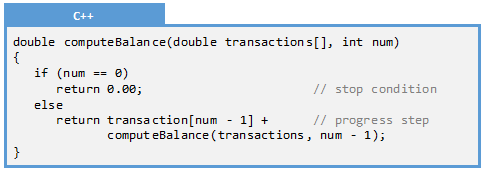 C++
double computeBalance(double transactions[], int num)
{
   if (num == 0)
      return 0.00;                        // stop condition
   else
      return transaction[num - 1] +      // progress step
             computeBalance(transactions, num - 1);
}